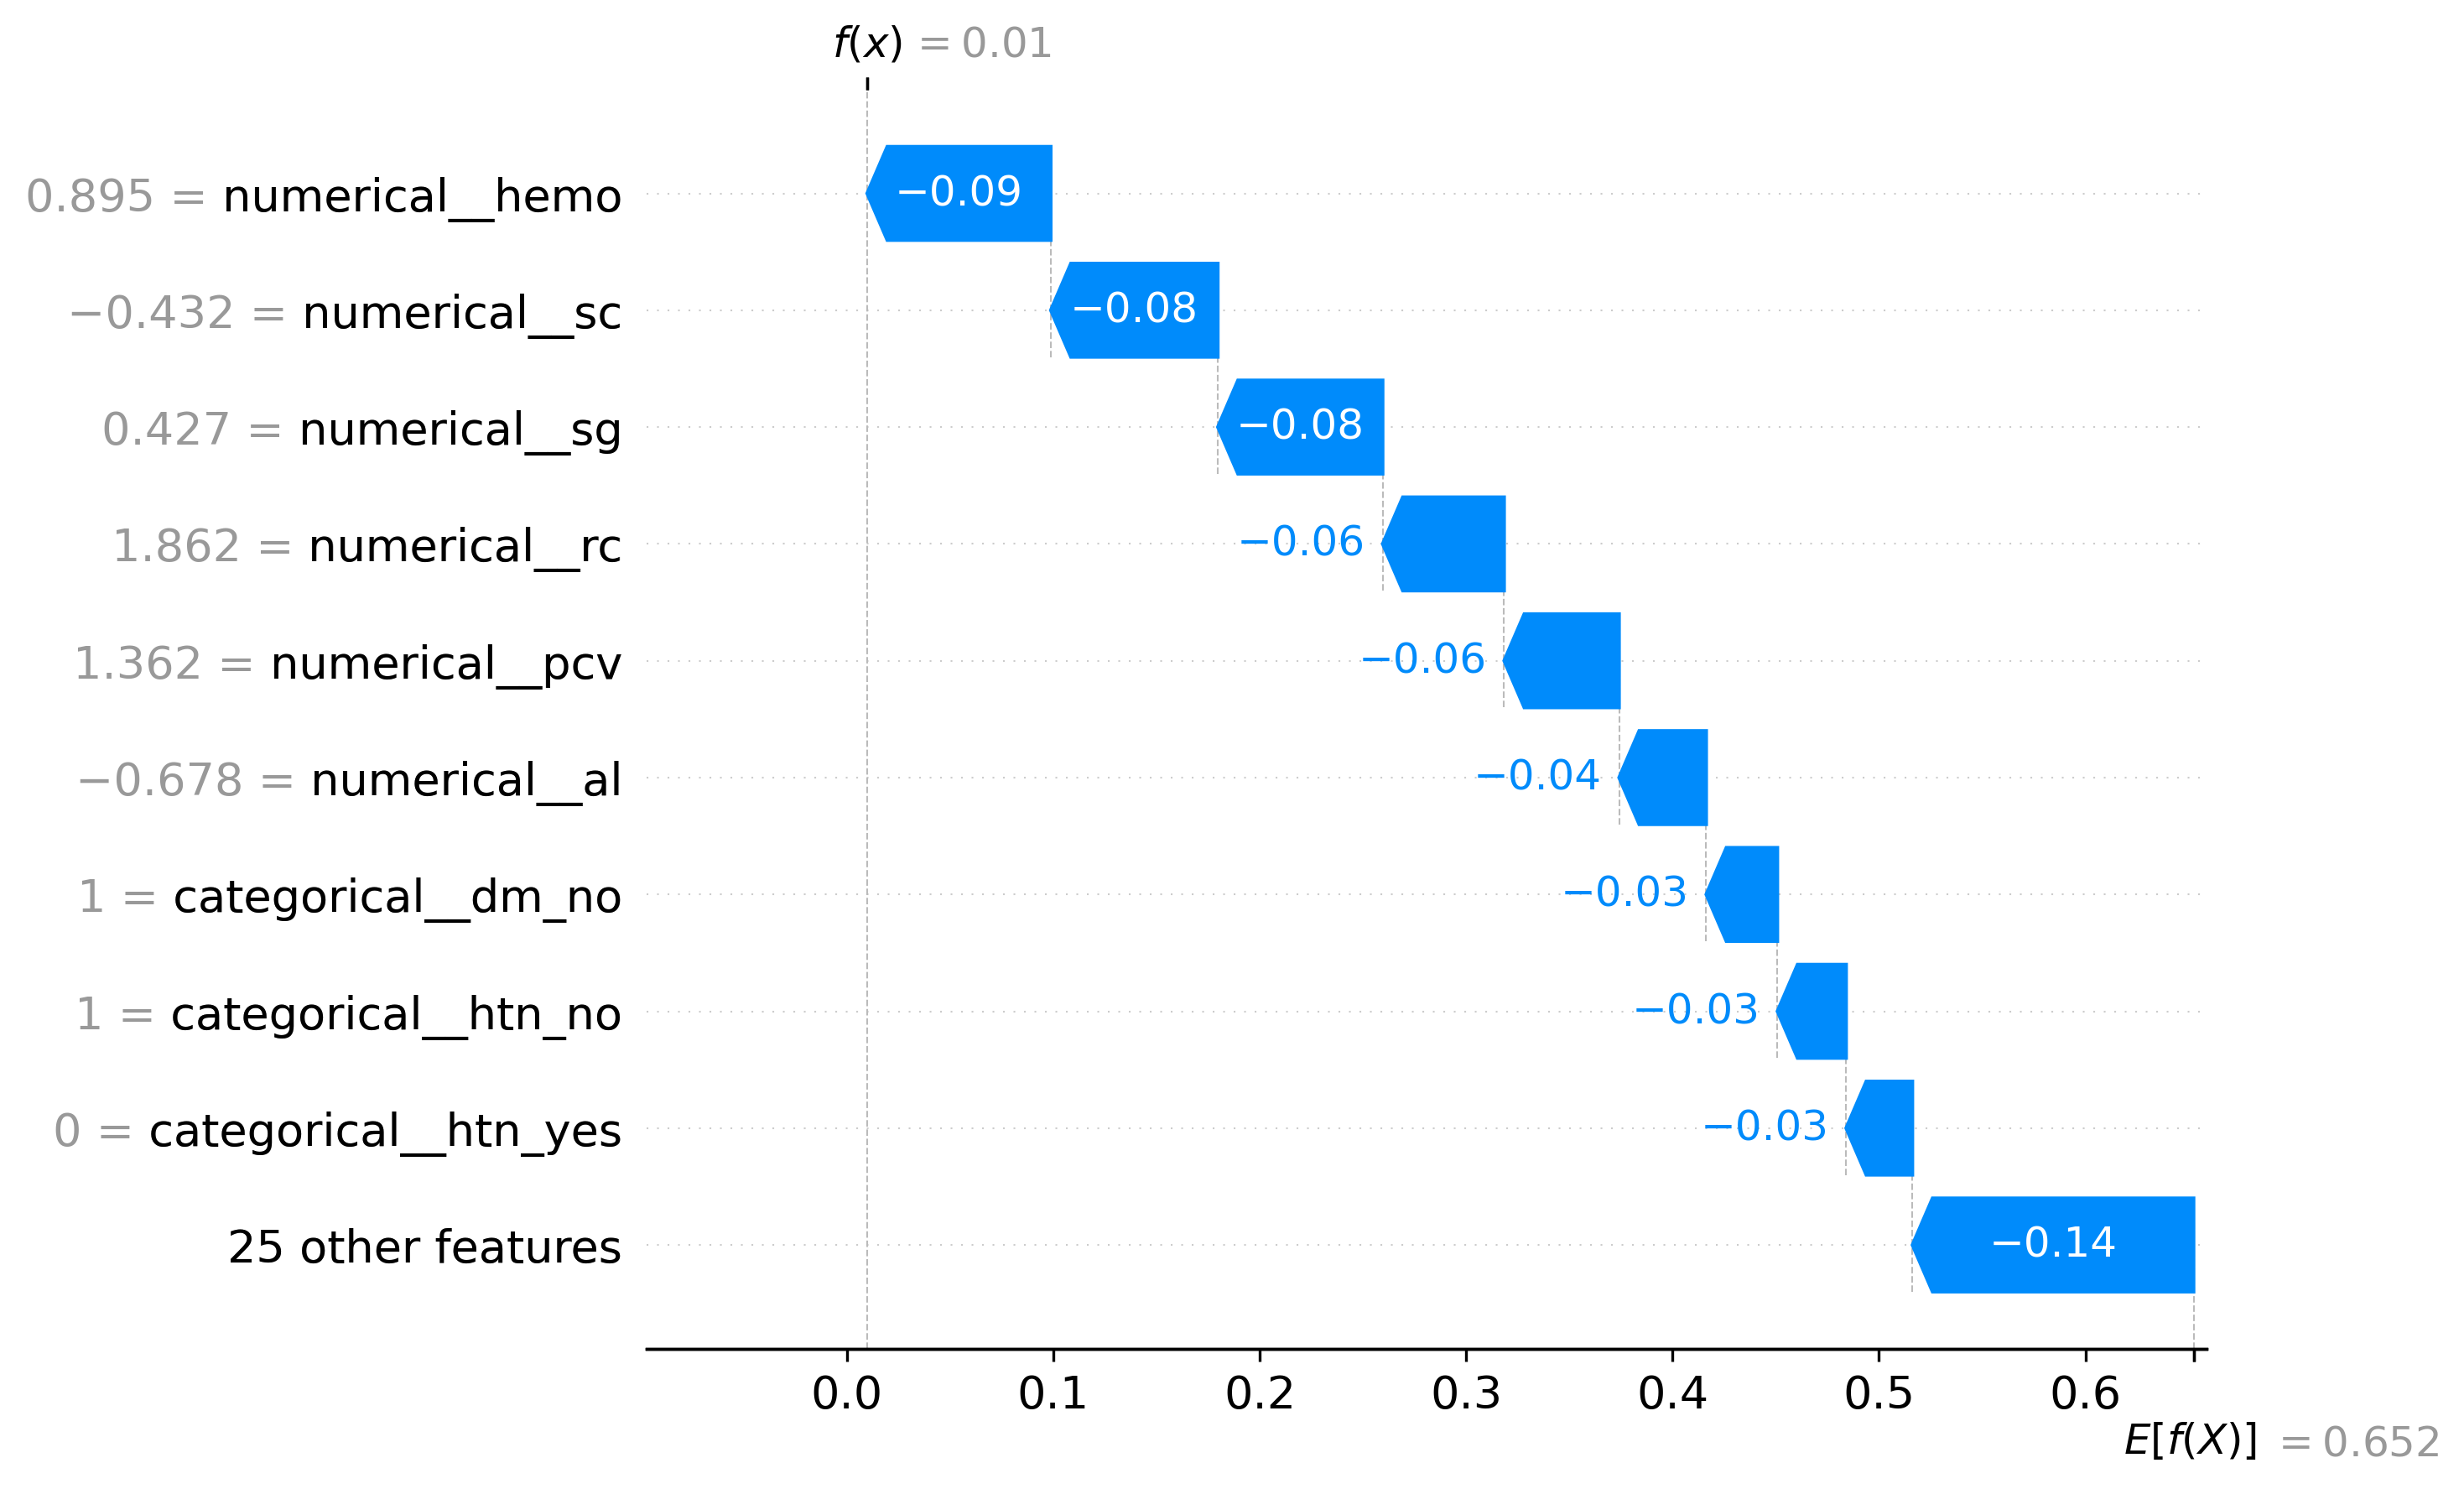 f(x) = 0.01
0.895 = numerical__hemo −0.09
−0.432 = numerical__sc −0.08
0.427 = numerical__sg −0.08
1.862 = numerical__rc −0.06
1.362 = numerical__pcv −0.06
−0.678 = numerical__al −0.04
1 = categorical__dm_no −0.03
1 = categorical__htn_no −0.03
0 = categorical__htn_yes −0.03
25 other features −0.14
0.0 0.1 0.2 0.3 0.4 0.5 0.6
E[f(X)] = 0.652